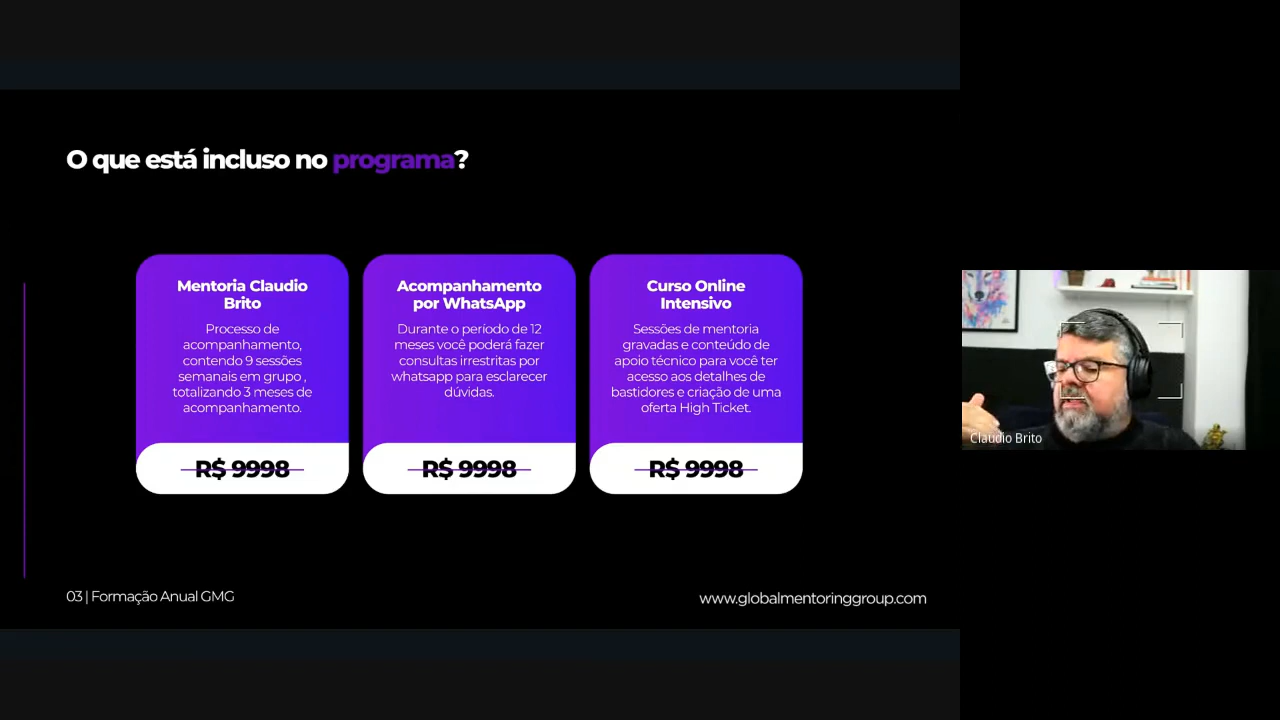 O que está incluso no programa?
Mentoria Claudio
Brito
Processo de
acompanhamento,
contendo 9 sessões
semanais em grupo ,
totalizando 3 meses de
acompanhamento.
R$ 9998
Acompanhamento
por WhatsApp
Durante o período de 12
meses você poderá fazer
consultas irrestritas por
whatsapp para esclarecer
dúvidas.
R$ 9998
Curso Online
Intensivo
Sessões de mentoria
gravadas e conteúdo de
apoio técnico para você ter
acesso aos detalhes de
bastidores e criação de uma
oferta High Ticket.
R$ 9998
03 | Formação Anual GMG
www.globalmentoringgroup.com
Claudio Brito